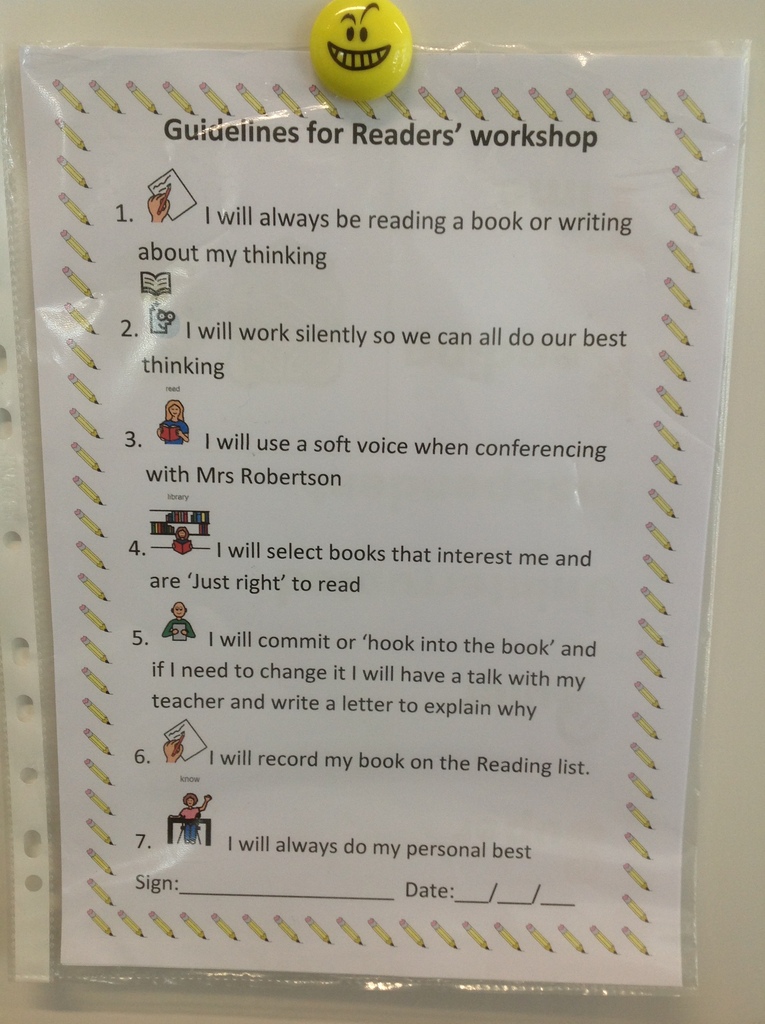 Guidelines for Readers' workshop
1. I will always be reading a book or writing
about my thinking
2. I will work silently so we can all do our best
thinking
read
3. I will use a soft voice when conferencing
with Mrs Robertson
library
4. I will select books that interest me and
are 'Just right' to read
5. I will commit or 'hook into the book' and
if I need to change it I will have a talk with my
teacher and write a letter to explain why
6. I will record my book on the Reading list.
know
7. I will always do my personal best
Sign:____________________ Date:___/___/___